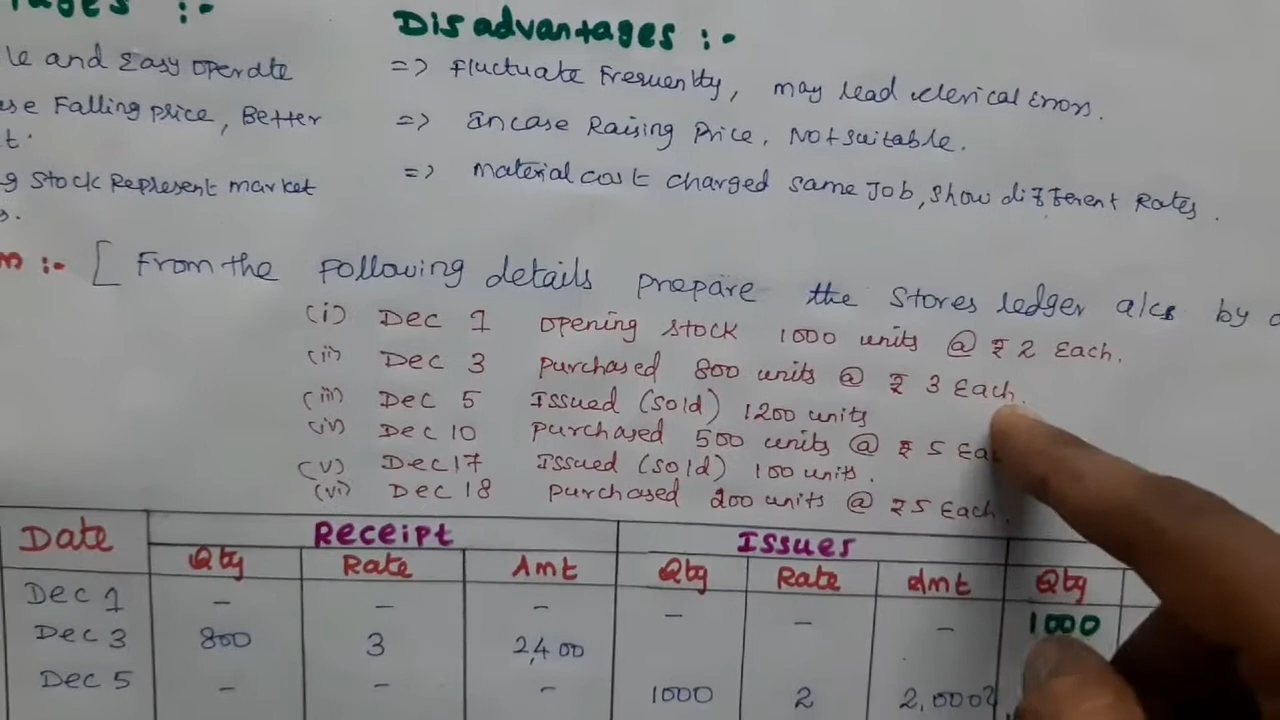 Disadvantages :-
le and Easy operate
=> Fluctuate Frequently, may lead clerical Errors.
se Falling price, Better
=> Incase Raising Price, Not suitable.
t.
=> material cost charged same Job, show different Rates.
g stock Represent market
s.
m :- [ From the Following details prepare the stores ledger a/cs by
(i) Dec 1 opening stock 1000 units @ ₹ 2 Each.
(ii) Dec 3 purchased 800 units @ ₹ 3 Each.
(iii) Dec 5 Issued (sold) 1200 units
(iv) Dec 10 purchased 500 units @ ₹ 5 Ea
(v) Dec 17 Issued (sold) 100 units.
(vi) Dec 18 purchased 200 units @ ₹5 Each.
Date Receipt Issues
Qty Rate Amt Qty Rate Amt Qty
Dec 1 - - - - - - 1000
Dec 3 800 3 2,400
Dec 5 - - - 1000 2 2,000